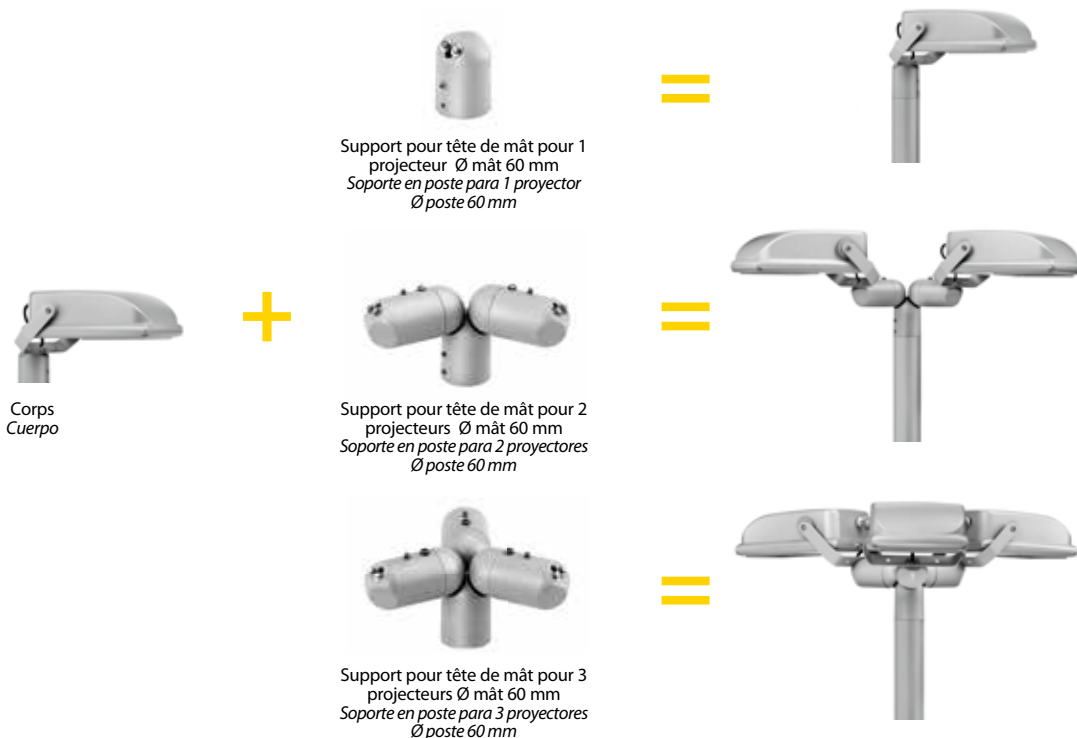 Support pour tête de mât pour 1
projecteur Ø mât 60 mm
Soporte en poste para 1 proyector
Ø poste 60 mm
+
=
=
=
Corps
Cuerpo
Support pour tête de mât pour 2
projecteurs Ø mât 60 mm
Soporte en poste para 2 proyectores
Ø poste 60 mm
Support pour tête de mât pour 3
projecteurs Ø mât 60 mm
Soporte en poste para 3 proyectores
Ø poste 60 mm